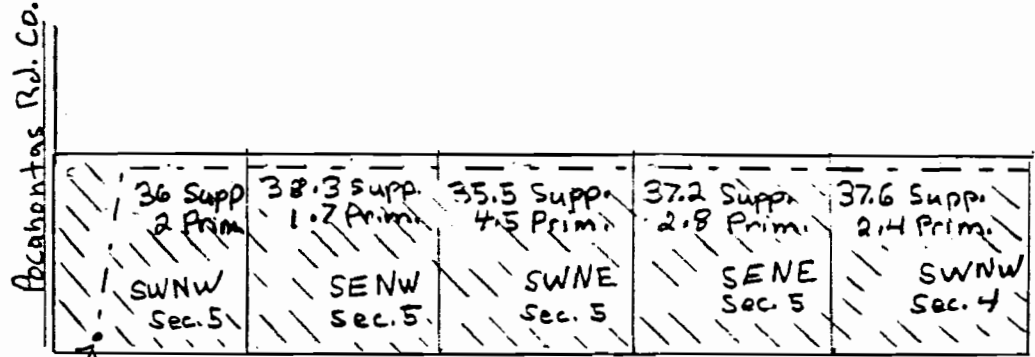 Pocahontas Rd. Co.
36 Supp
2 Prim
SWNW
Sec. 5
38.3 Supp.
1.7 Prim.
SENW
Sec. 5
35.5 Supp.
4.5 Prim.
SWNE
Sec. 5
37.2 Supp.
2.8 Prim.
SENE
Sec. 5
37.6 Supp.
2.4 Prim.
SWNW
Sec. 4